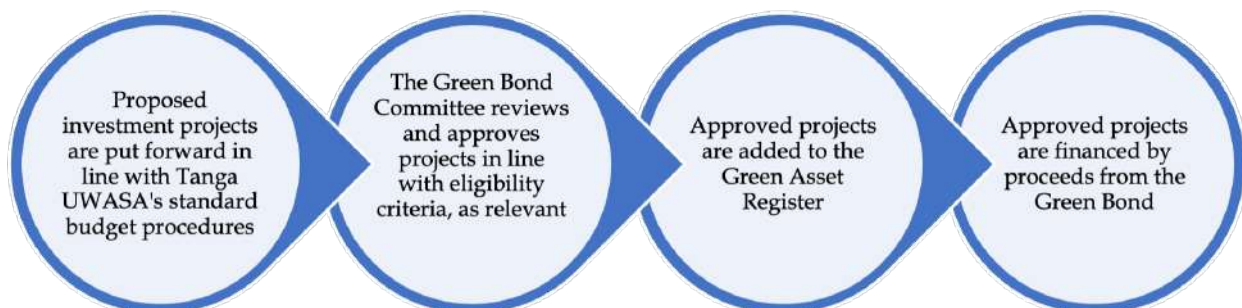 Proposed
investment projects
are put forward in
line with Tanga
UWASA's standard
budget procedures
The Green Bond
Committee reviews
and approves
projects in line
with eligibility
criteria, as relevant
Approved projects
are added to the
Green Asset
Register
Approved projects
are financed by
proceeds from the
Green Bond